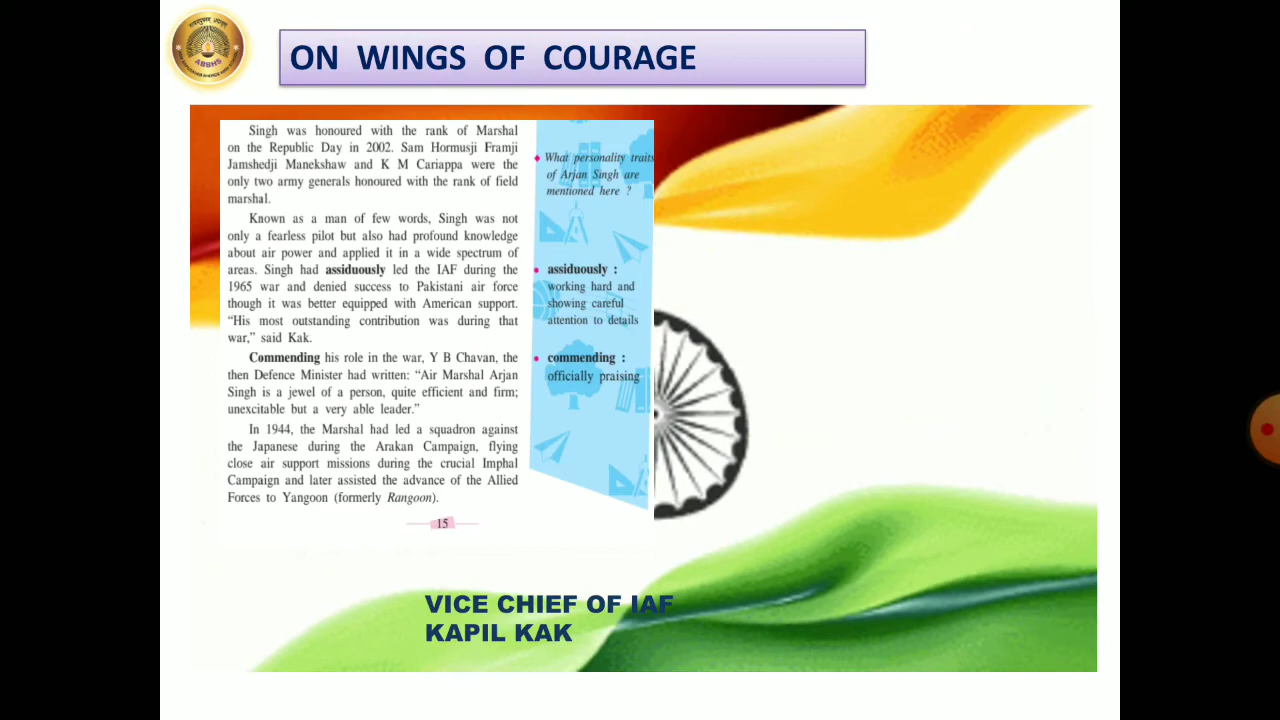 ABBHS
ON WINGS OF COURAGE
Singh was honoured with the rank of Marshal
on the Republic Day in 2002. Sam Hormusji Framji
Jamshedji Manekshaw and K M Cariappa were the
only two army generals honoured with the rank of field
marshal.
Known as a man of few words, Singh was not
only a fearless pilot but also had profound knowledge
about air power and applied it in a wide spectrum of
areas. Singh had assiduously led the IAF during the
1965 war and denied success to Pakistani air force
though it was better equipped with American support.
“His most outstanding contribution was during that
war,” said Kak.
Commending his role in the war, Y B Chavan, the
then Defence Minister had written: “Air Marshal Arjan
Singh is a jewel of a person, quite efficient and firm;
unexcitable but a very able leader.”
In 1944, the Marshal had led a squadron against
the Japanese during the Arakan Campaign, flying
close air support missions during the crucial Imphal
Campaign and later assisted the advance of the Allied
Forces to Yangoon (formerly Rangoon).
15
What personality traits
of Arjan Singh are
mentioned here ?
assiduously :
working hard and
showing careful
attention to details
commending :
officially praising
VICE CHIEF OF IAF
KAPIL KAK